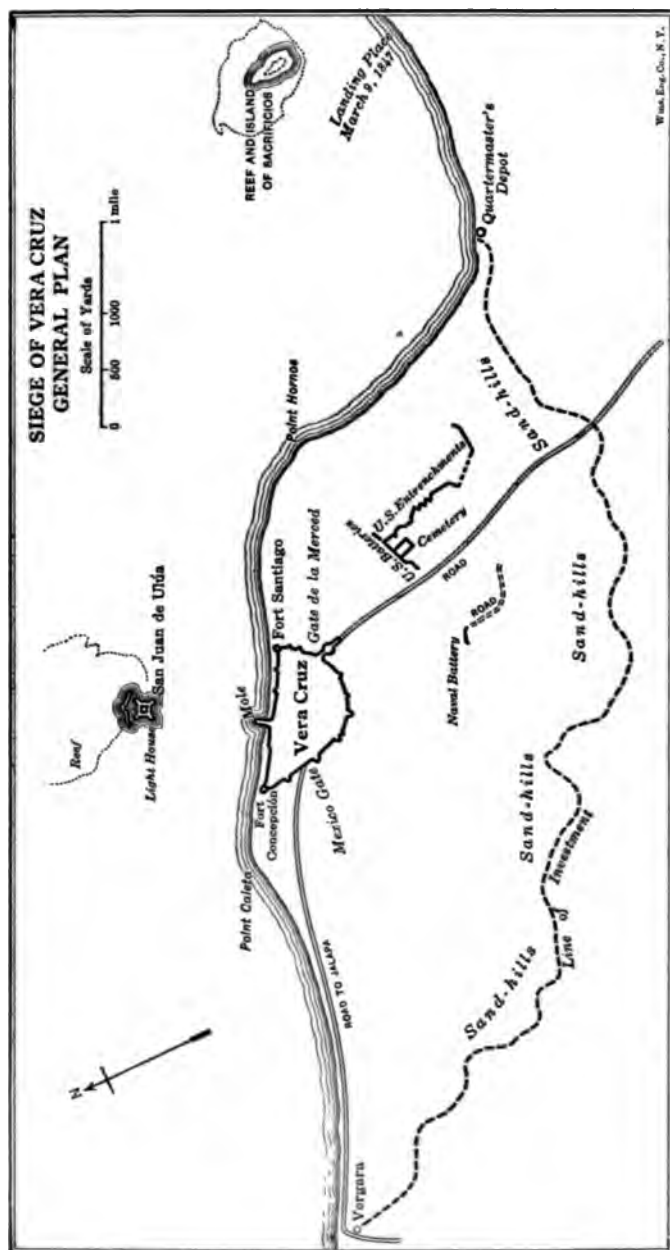 SIEGE OF VERA CRUZ
GENERAL PLAN
Scale of Yards
0 500 1000 1 mile
N
REEF AND ISLAND
OF SACRIFICIOS
Landing Place
March 9, 1847
Reef
Light House
San Juan de Ulúa
Point Hornos
Quartermaster's
Depot
Point Caleta
Mole
Fort Santiago
Fort
Concepción
Vera Cruz
Gate de la Merced
Mexico Gate
U.S. Batteries
U.S. Entrenchments
Cemetery
ROAD
Naval Battery
ROAD
ROAD TO JALAPA
Vergara
Sand-hills
Sand-hills
Sand-hills
Sand-hills
Line of Investment
Wms. Eng. Co., N.Y.